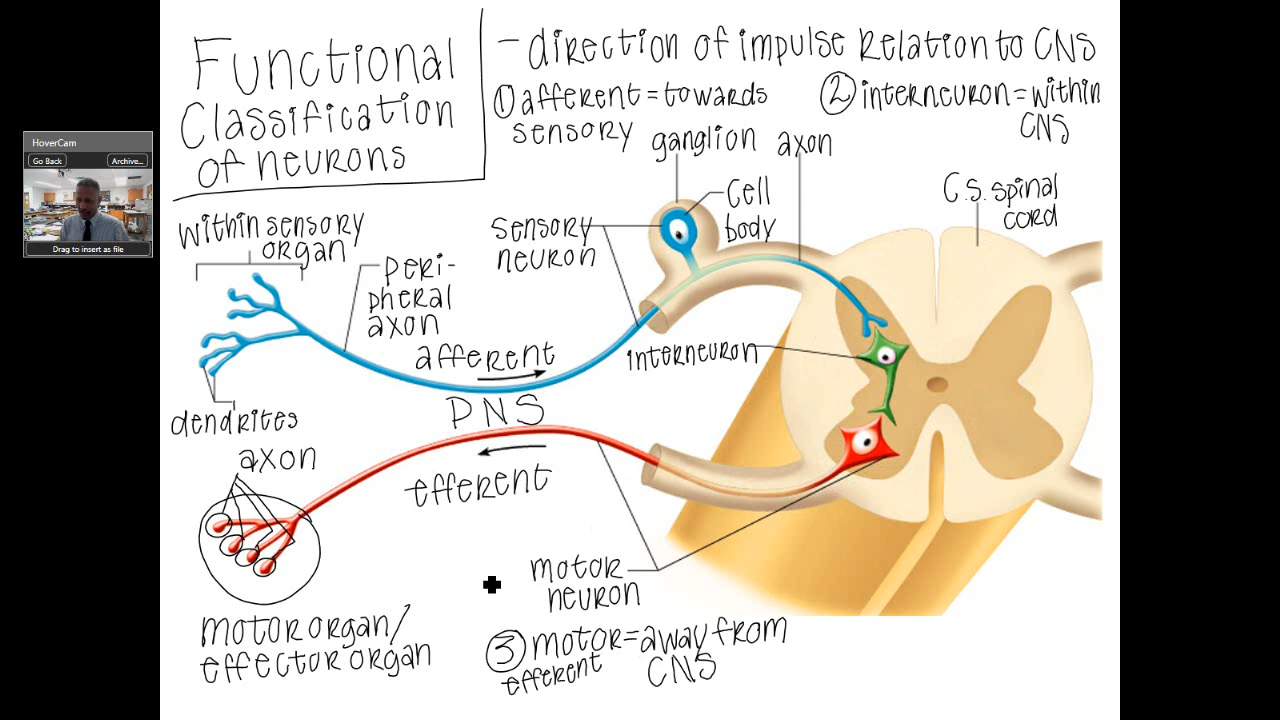 HoverCam
Go Back
Archive...
Drag to insert as file
Functional
Classification
of neurons
- direction of impulse Relation to CNS
① afferent = towards
sensory
② interneuron = within
CNS
ganglion
axon
cell
body
C.S. spinal
cord
within sensory
organ
peri-
pheral
axon
sensory
neuron
afferent
interneuron
PNS
dendrites
axon
efferent
motor
neuron
motor organ/
effector organ
③ motor = away from
efferent
CNS